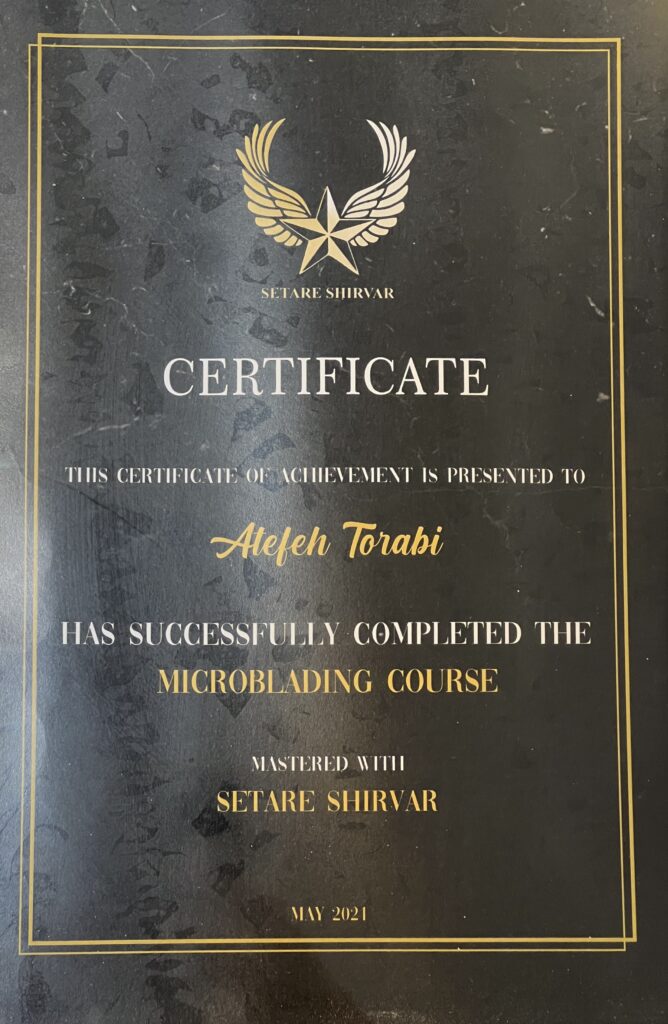 SETARE SHIRVAR
CERTIFICATE
THIS CERTIFICATE OF ACHIEVEMENT IS PRESENTED TO
Atefeh Torabi
HAS SUCCESSFULLY COMPLETED THE
MICROBLADING COURSE
MASTERED WITH
SETARE SHIRVAR
MAY 2021